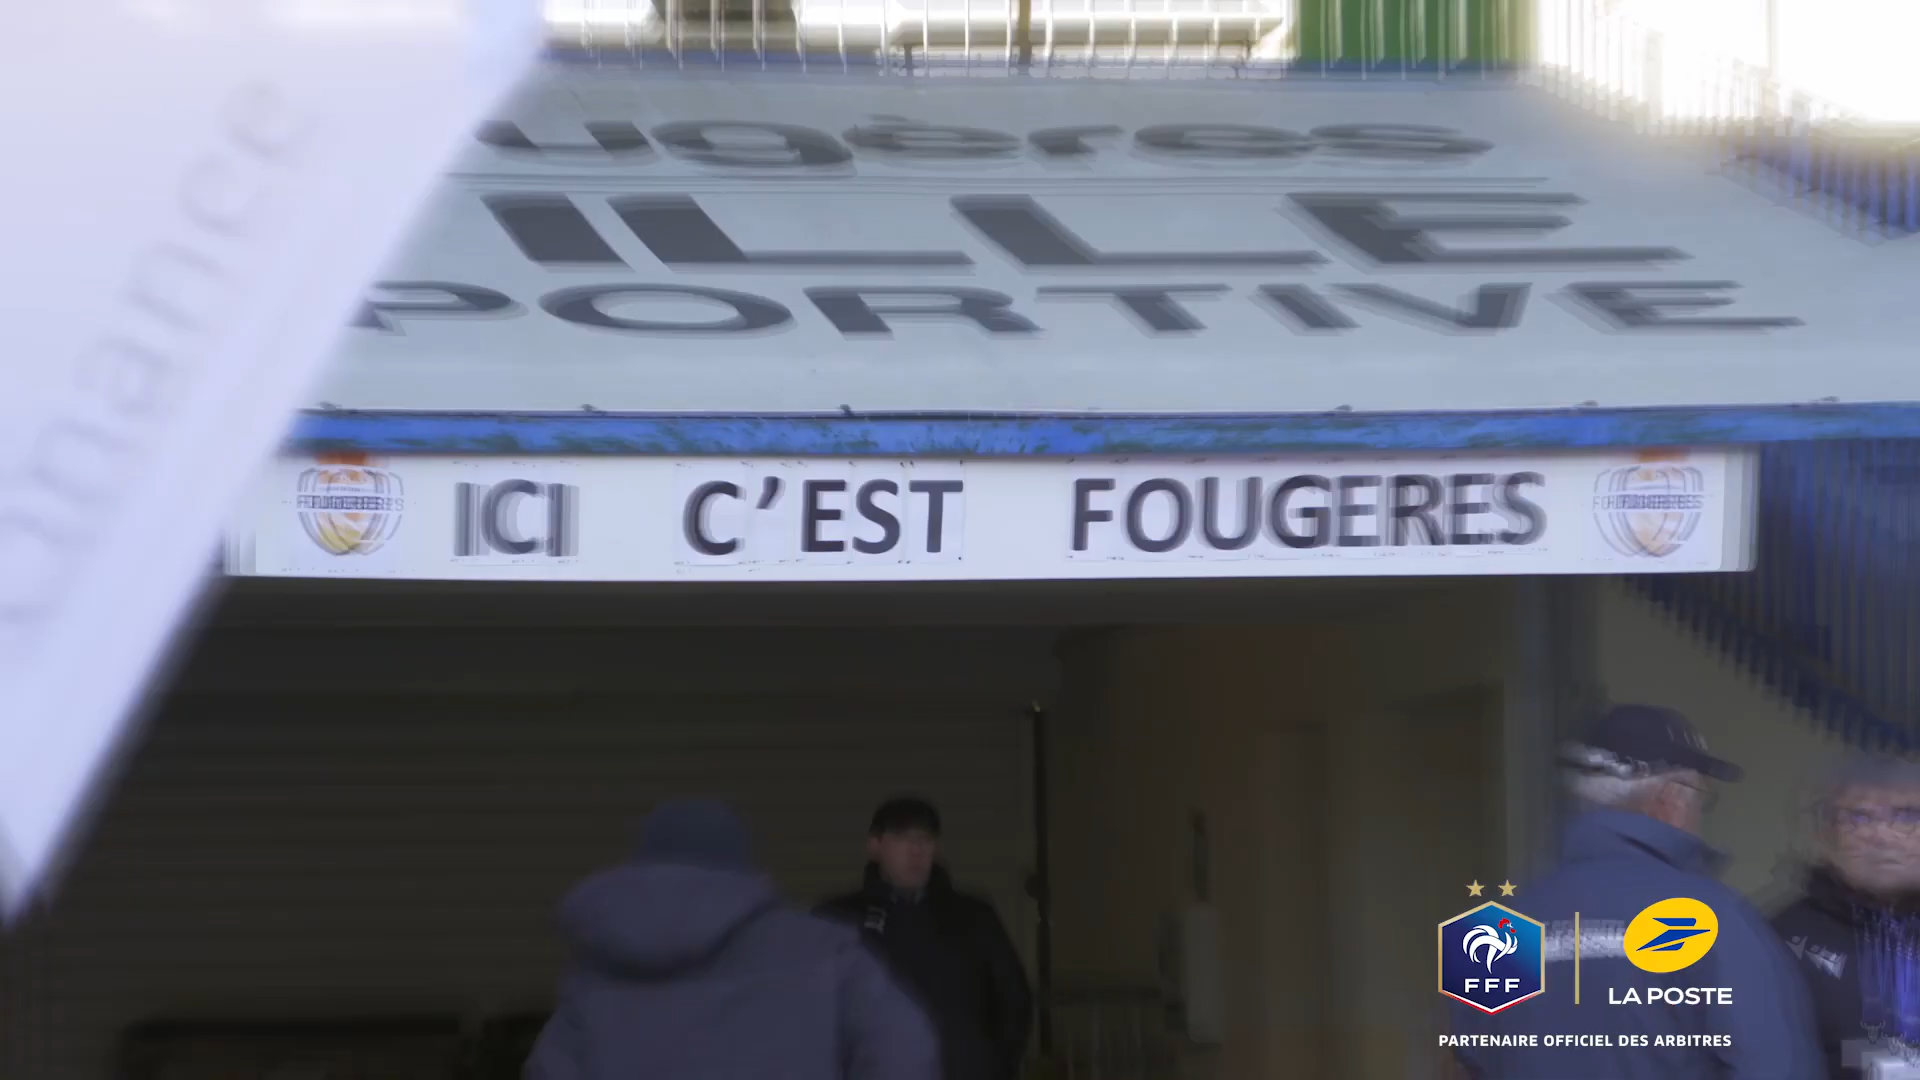 ugères
ILLE
PORTIVE
ICI C'EST FOUGERES
FFF
LA POSTE
PARTENAIRE OFFICIEL DES ARBITRES